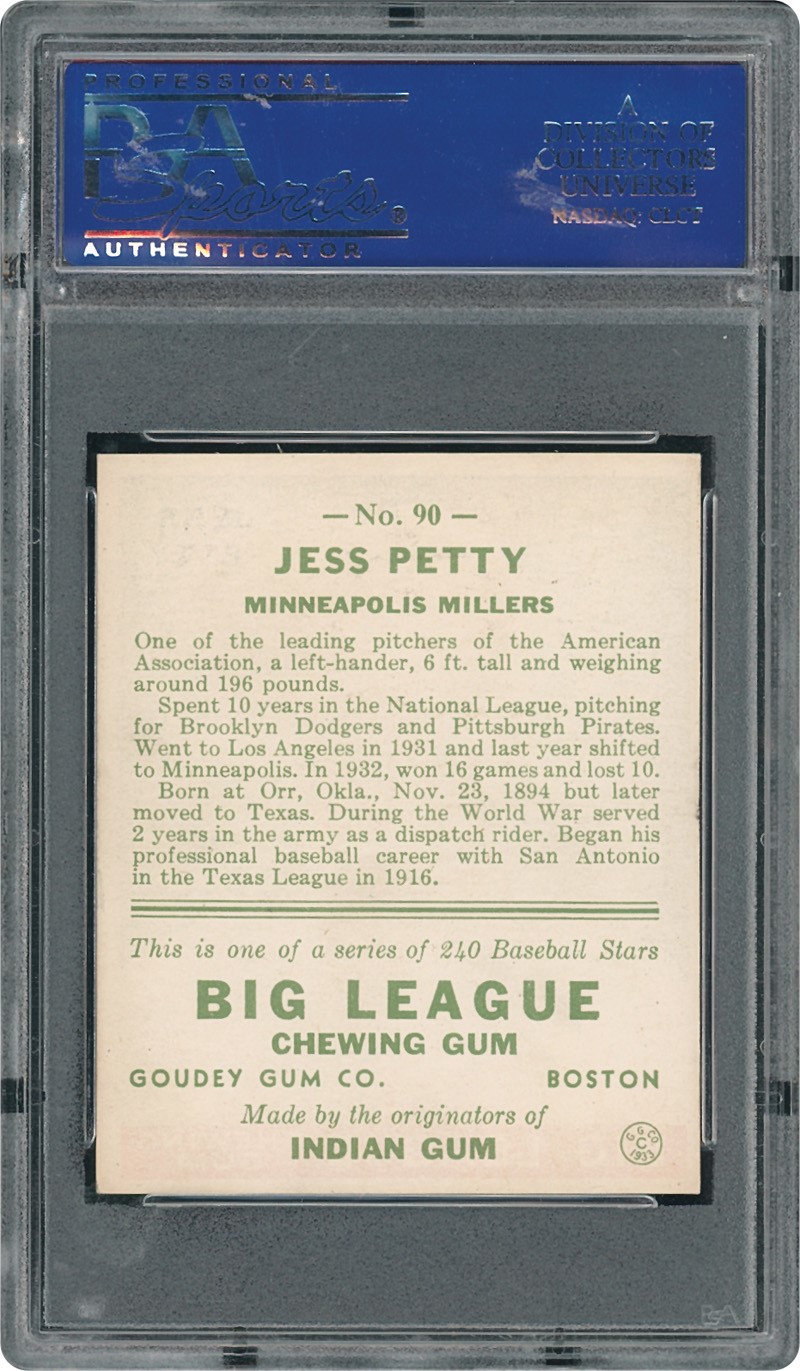 PROFESSIONAL
PSA
Sports®
AUTHENTICATOR
A
DIVISION OF
COLLECTORS
UNIVERSE
NASDAQ: CLCT
— No. 90 —
JESS PETTY
MINNEAPOLIS MILLERS
One of the leading pitchers of the American
Association, a left-hander, 6 ft. tall and weighing
around 196 pounds.
Spent 10 years in the National League, pitching
for Brooklyn Dodgers and Pittsburgh Pirates.
Went to Los Angeles in 1931 and last year shifted
to Minneapolis. In 1932, won 16 games and lost 10.
Born at Orr, Okla., Nov. 23, 1894 but later
moved to Texas. During the World War served
2 years in the army as a dispatch rider. Began his
professional baseball career with San Antonio
in the Texas League in 1916.
This is one of a series of 240 Baseball Stars
BIG LEAGUE
CHEWING GUM
GOUDEY GUM CO. BOSTON
Made by the originators of
INDIAN GUM
G. G. CO
C
1933
PSA